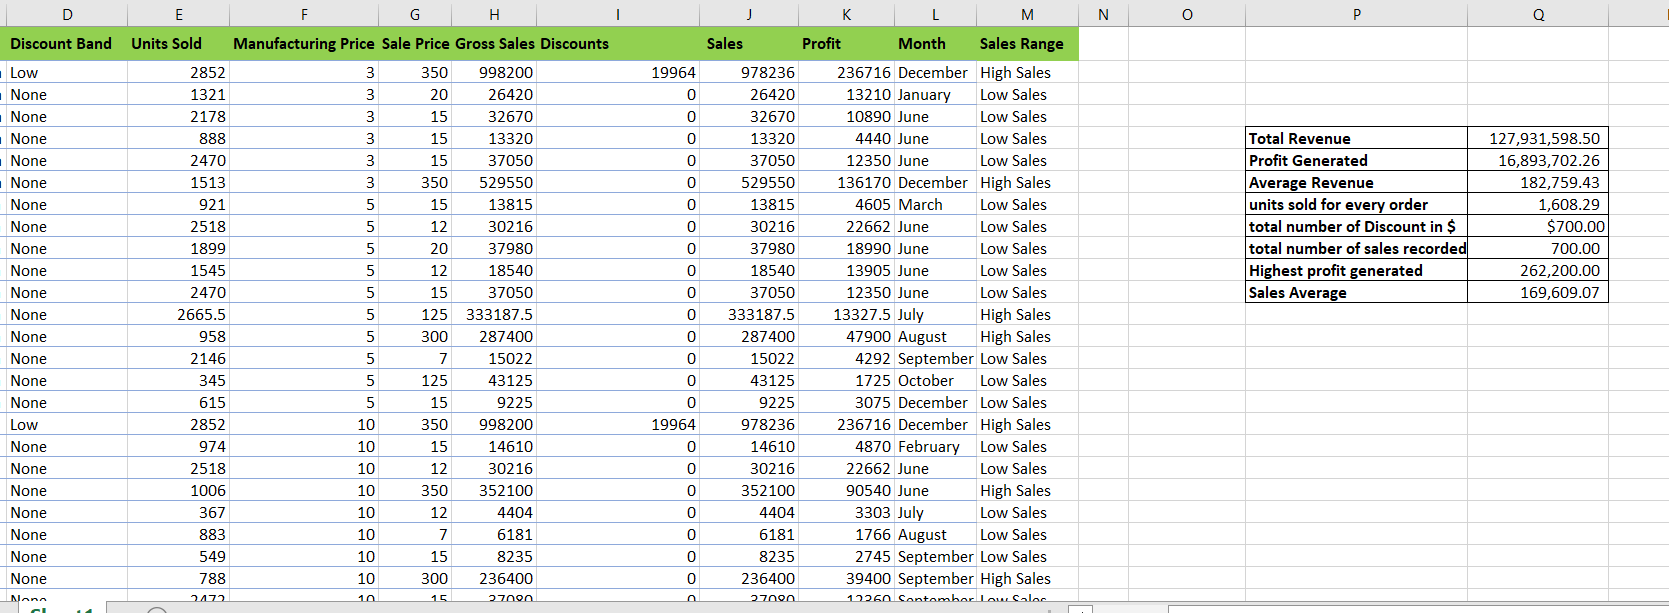 D E F G H I J K L M N O P Q
Discount Band Units Sold Manufacturing Price Sale Price Gross Sales Discounts Sales Profit Month Sales Range
Low 2852 3 350 998200 19964 978236 236716 December High Sales
None 1321 3 20 26420 0 26420 13210 January Low Sales
None 2178 3 15 32670 0 32670 10890 June Low Sales
None 888 3 15 13320 0 13320 4440 June Low Sales Total Revenue 127,931,598.50
None 2470 3 15 37050 0 37050 12350 June Low Sales Profit Generated 16,893,702.26
None 1513 3 350 529550 0 529550 136170 December High Sales Average Revenue 182,759.43
None 921 5 15 13815 0 13815 4605 March Low Sales units sold for every order 1,608.29
None 2518 5 12 30216 0 30216 22662 June Low Sales total number of Discount in $ $700.00
None 1899 5 20 37980 0 37980 18990 June Low Sales total number of sales recorded 700.00
None 1545 5 12 18540 0 18540 13905 June Low Sales Highest profit generated 262,200.00
None 2470 5 15 37050 0 37050 12350 June Low Sales Sales Average 169,609.07
None 2665.5 5 125 333187.5 0 333187.5 13327.5 July High Sales
None 958 5 300 287400 0 287400 47900 August High Sales
None 2146 5 7 15022 0 15022 4292 September Low Sales
None 345 5 125 43125 0 43125 1725 October Low Sales
None 615 5 15 9225 0 9225 3075 December Low Sales
Low 2852 10 350 998200 19964 978236 236716 December High Sales
None 974 10 15 14610 0 14610 4870 February Low Sales
None 2518 10 12 30216 0 30216 22662 June Low Sales
None 1006 10 350 352100 0 352100 90540 June High Sales
None 367 10 12 4404 0 4404 3303 July Low Sales
None 883 10 7 6181 0 6181 1766 August Low Sales
None 549 10 15 8235 0 8235 2745 September Low Sales
None 788 10 300 236400 0 236400 39400 September High Sales
None 2472 10 15 37080 0 37080 12360 September Low Sales
Sheet1